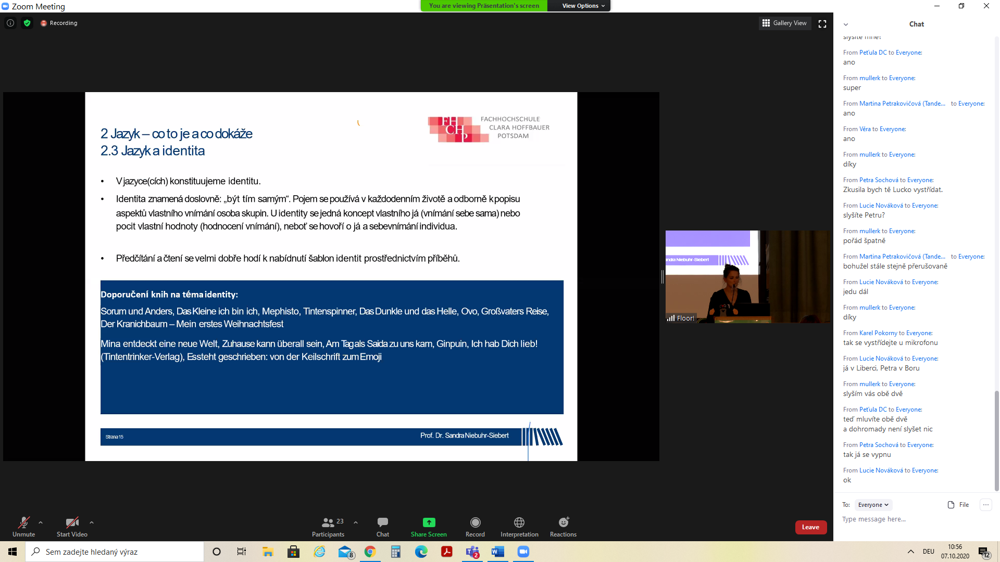 Zoom Meeting
You are viewing Präsentation's screen
View Options
Recording
Gallery View
2 Jazyk – co to je a co dokáže
2.3 Jazyk a identita
FH
CH
P
FACHHOCHSCHULE
CLARA HOFFBAUER
POTSDAM
• V jazyce(cích) konstituujeme identitu.
• Identita znamená doslovně: „být tím samým“. Pojem se používá v každodenním životě a odborně k popisu
aspektů vlastního vnímání osoba skupin. U identity se jedná koncept vlastního já (vnímání sebe sama) nebo
pocit vlastní hodnoty (hodnocení vnímání), neboť se hovoří o já a sebevnímání individua.
• Předčítání a čtení se velmi dobře hodí k nabídnutí šablon identit prostřednictvím příběhů.
Doporučení knih na téma identity:
Sorum und Anders, Das Kleine ich bin ich, Mephisto, Tintenspinner, Das Dunkle und das Helle, Ovo, Großvaters Reise,
Der Kranichbaum – Mein erstes Weihnachtsfest
Mina entdeckt eine neue Welt, Zuhause kann überall sein, Am Tag als Saida zu uns kam, Ginpuin, Ich hab Dich lieb!
(Tintentrinker-Verlag), Es steht geschrieben: von der Keilschrift zum Emoji
Strana 15
Prof. Dr. Sandra Niebuhr-Siebert
andra Niebuhr-Siebert
Floor!
Chat
slyšíte mne?
From Peťula DC to Everyone:
ano
From mullerk to Everyone:
super
From Martina Petrakovičová (Tande... to Everyone:
ano
From Věra to Everyone:
ano
From mullerk to Everyone:
díky
From Petra Sochová to Everyone:
Zkusila bych tě Lucko vystřídat.
From Lucie Nováková to Everyone:
slyšíte Petru?
From mullerk to Everyone:
pořád špatně
From Martina Petrakovičová (Tande... to Everyone:
bohužel stále stejně přerušovaně
From Lucie Nováková to Everyone:
jedu dál
From mullerk to Everyone:
díky
From Karel Pokorny to Everyone:
tak se vystřídejte u mikrofonu
From Lucie Nováková to Everyone:
já v Liberci, Petra v Boru
From mullerk to Everyone:
slyším vás obě dvě
From Peťula DC to Everyone:
teď mluvíte obě dvě
a dohromady není slyšet nic
From Petra Sochová to Everyone:
tak já se vypnu
From Lucie Nováková to Everyone:
ok
To: Everyone
File
Type message here...
Unmute
Start Video
Participants 23
Chat
Share Screen
Record
Interpretation
Reactions
Leave
Sem zadejte hledaný výraz
8
2
DEU
10:56
07.10.2020
12